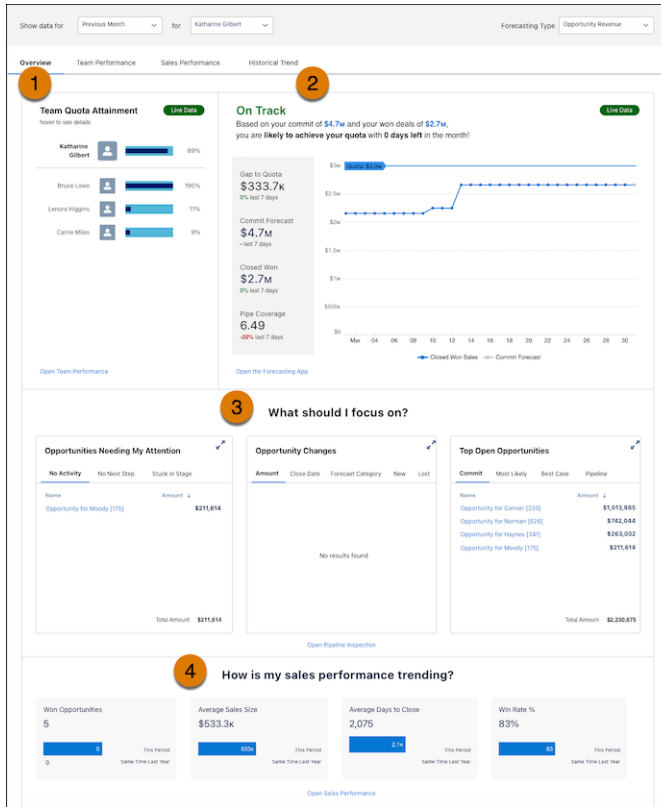 Show data for
Previous Month
for
Katharine Gilbert
Forecasting Type
Opportunity Revenue
Overview
Team Performance
Sales Performance
Historical Trend
1
2
Team Quota Attainment
Live Data
hover to see details
Katharine
Gilbert
89%
Bruce Lowe
195%
Lenora Higgins
11%
Carrie Miles
9%
Open Team Performance
On Track
Live Data
Based on your commit of $4.7M and your won deals of $2.7M,
you are likely to achieve your quota with 0 days left in the month!
Gap to Quota
$333.7K
0% last 7 days
Commit Forecast
$4.7M
- last 7 days
Closed Won
$2.7M
0% last 7 days
Pipe Coverage
6.49
-20% last 7 days
$3M
Quota: $3.0M
$2.5M
$2M
$1.5M
$1M
$500K
$0
Mar 04 06 08 10 12 14 16 18 20 22 24 26 28 30
Closed Won Sales
Commit Forecast
Open the Forecasting App
3
What should I focus on?
Opportunities Needing My Attention
No Activity
No Next Step
Stuck in Stage
Name
Amount ↓
Opportunity for Moody [175]
$211,614
Total Amount $211,614
Opportunity Changes
Amount
Close Date
Forecast Category
New
Lost
No results found
Top Open Opportunities
Commit
Most Likely
Best Case
Pipeline
Name
Amount ↓
Opportunity for Conner [220]
$1,013,985
Opportunity for Norman [626]
$742,044
Opportunity for Haynes [341]
$263,032
Opportunity for Moody [175]
$211,614
Total Amount $2,230,675
Open Pipeline Inspection
4
How is my sales performance trending?
Won Opportunities
5
5
This Period
0
Same Time Last Year
Average Sales Size
$533.3K
533K
This Period
Same Time Last Year
Average Days to Close
2,075
2.1K
This Period
Same Time Last Year
Win Rate %
83%
83
This Period
Same Time Last Year
Open Sales Performance